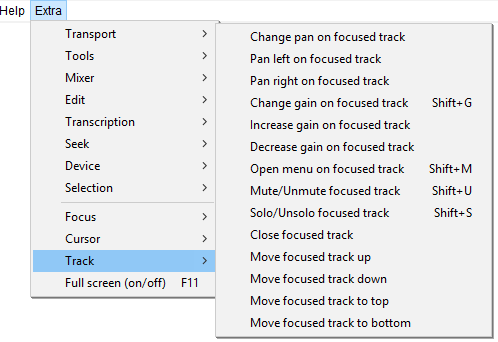 Help Extra
Transport
Tools
Mixer
Edit
Transcription
Seek
Device
Selection
Focus
Cursor
Track
Full screen (on/off) F11
Change pan on focused track
Pan left on focused track
Pan right on focused track
Change gain on focused track Shift+G
Increase gain on focused track
Decrease gain on focused track
Open menu on focused track Shift+M
Mute/Unmute focused track Shift+U
Solo/Unsolo focused track Shift+S
Close focused track
Move focused track up
Move focused track down
Move focused track to top
Move focused track to bottom